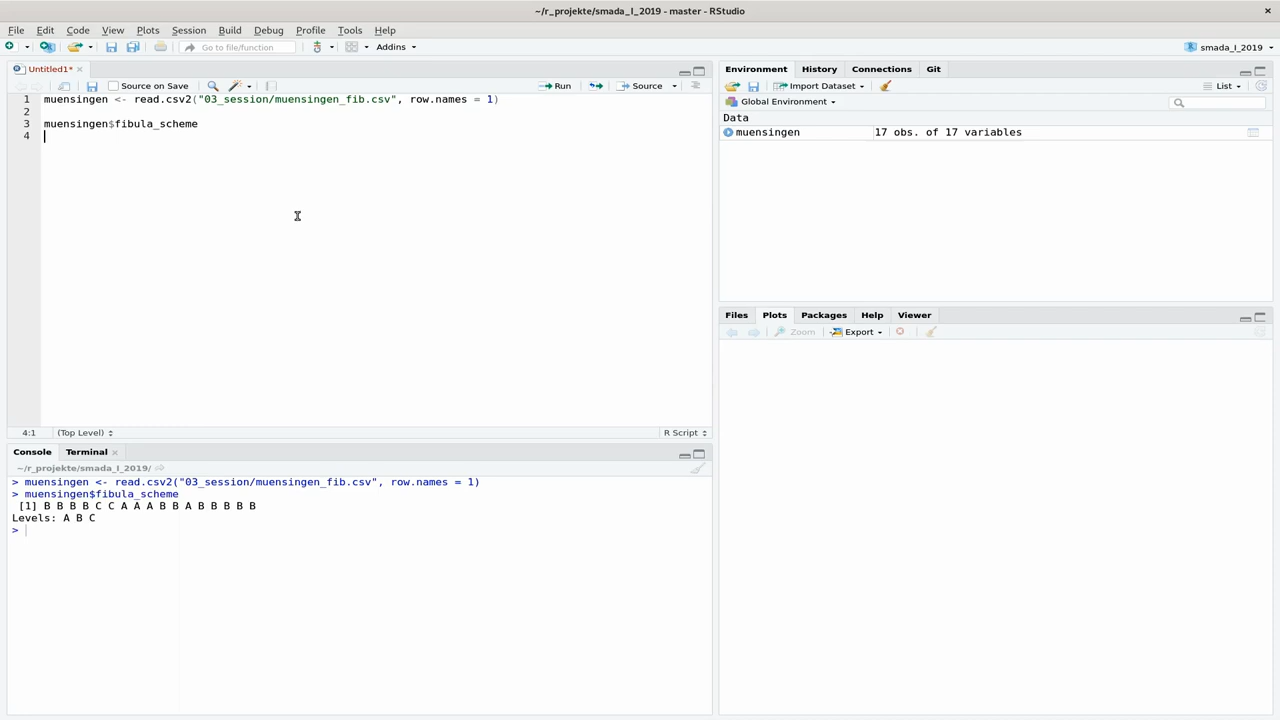 ~/r_projekte/smada_I_2019 - master - RStudio
File Edit Code View Plots Session Build Debug Profile Tools Help
Go to file/function Addins smada_I_2019
Untitled1*
Source on Save Run Source
1 muensingen <- read.csv2("03_session/muensingen_fib.csv", row.names = 1)
2
3 muensingen$fibula_scheme
4
4:1 (Top Level) R Script
Console Terminal
~/r_projekte/smada_I_2019/
> muensingen <- read.csv2("03_session/muensingen_fib.csv", row.names = 1)
> muensingen$fibula_scheme
[1] B B B B C C A A A B B A B B B B B
Levels: A B C
>
Environment History Connections Git
Import Dataset List
Global Environment
Data
muensingen 17 obs. of 17 variables
Files Plots Packages Help Viewer
Zoom Export